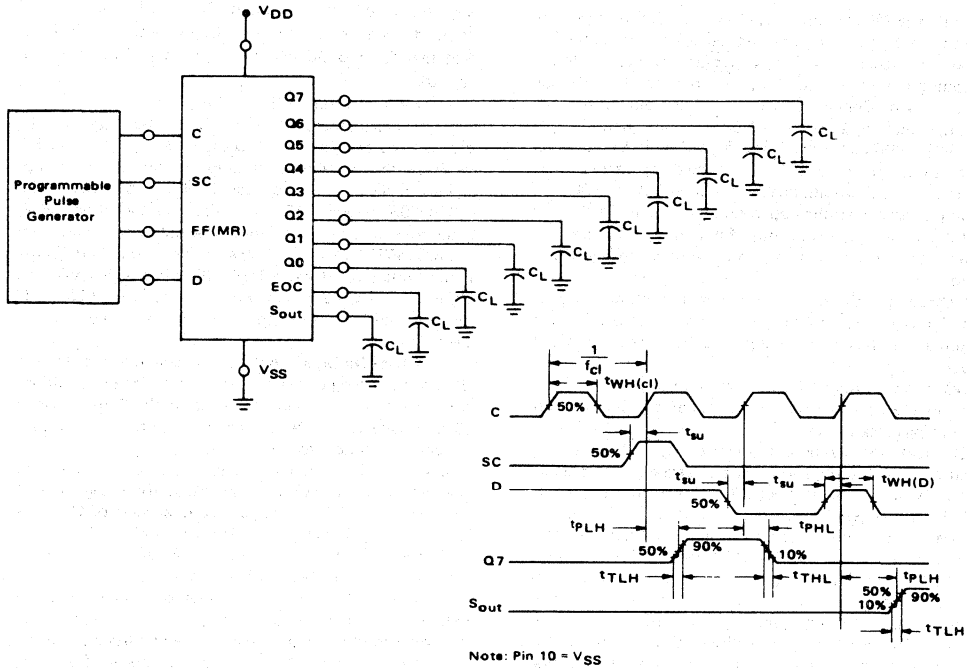 VDD
Programmable
Pulse
Generator
C
SC
FF(MR)
D
Q7
Q6
Q5
Q4
Q3
Q2
Q1
Q0
EOC
Sout
CL
CL
CL
CL
CL
CL
CL
CL
CL
CL
VSS
1
fcl
tWH(cl)
C
50%
tsu
SC
50%
D
tsu
tsu
tWH(D)
50%
tPLH
tPHL
Q7
50%
90%
10%
tTLH
tTHL
tPLH
Sout
50%
90%
10%
tTLH
Note: Pin 10 = VSS